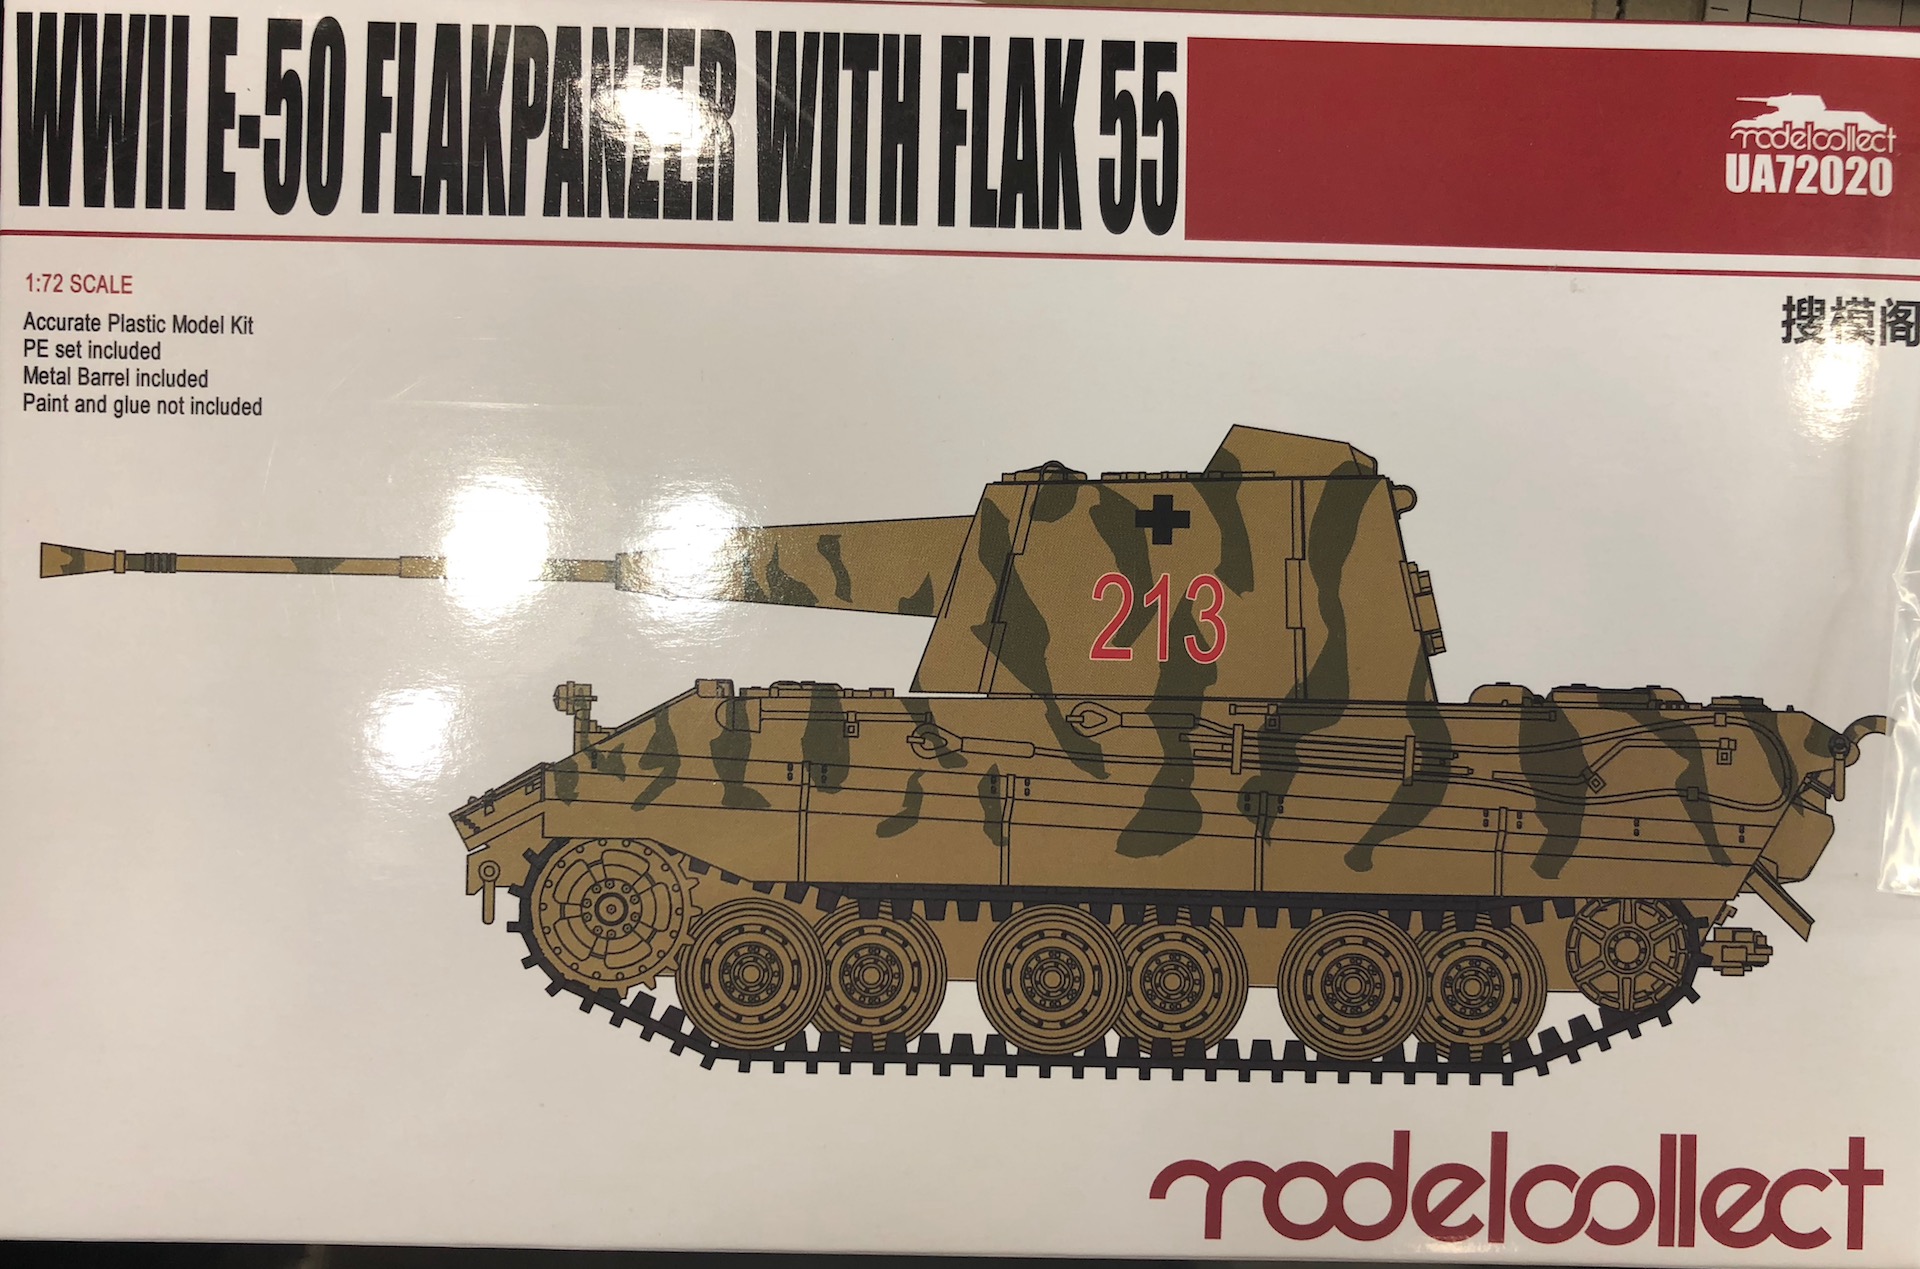 WWII E-50 FLAKPANZER WITH FLAK 55
modelcollect
UA72020
1:72 SCALE
Accurate Plastic Model Kit
PE set included
Metal Barrel included
Paint and glue not included
搜模阁
213
modelcollect